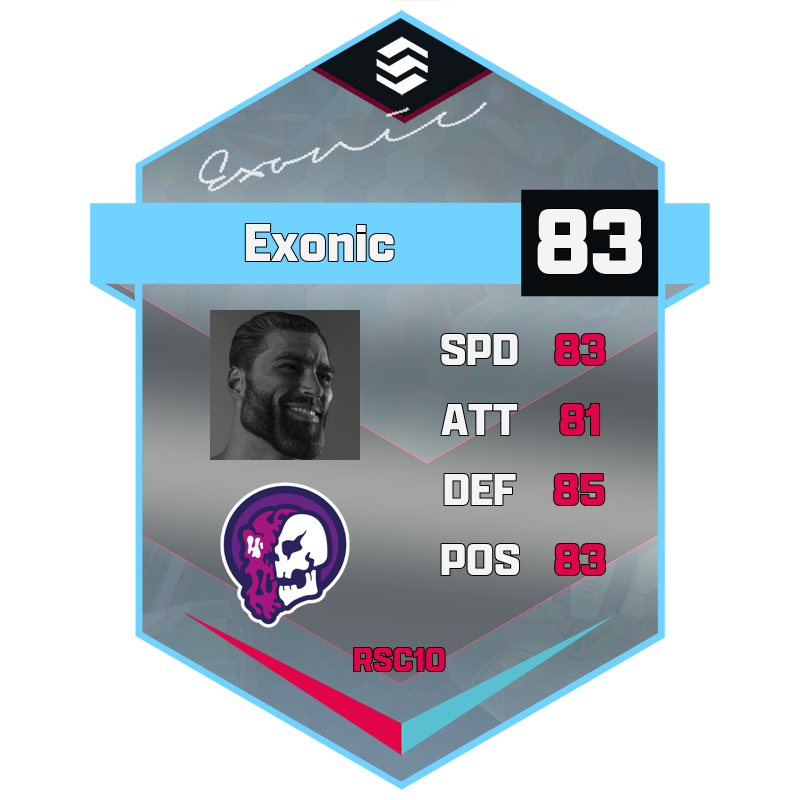 Exonic
Exonic 83
SPD 83
ATT 81
DEF 85
POS 83
RSC10